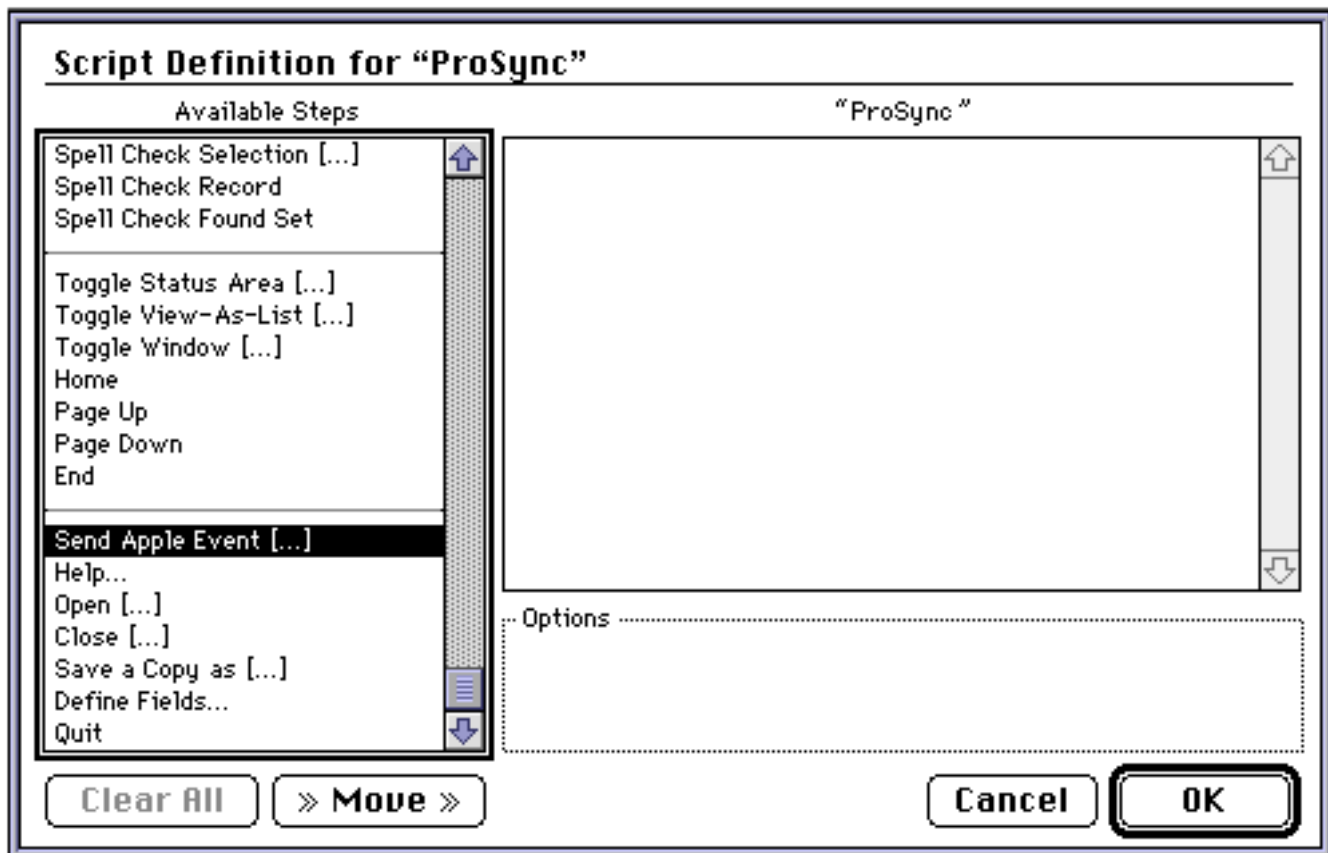 Script Definition for “ProSync”
Available Steps
Spell Check Selection [...]
Spell Check Record
Spell Check Found Set
Toggle Status Area [...]
Toggle View-As-List [...]
Toggle Window [...]
Home
Page Up
Page Down
End
Send Apple Event [...]
Help...
Open [...]
Close [...]
Save a Copy as [...]
Define Fields...
Quit
Clear All
» Move »
“ProSync”
Options
Cancel
OK